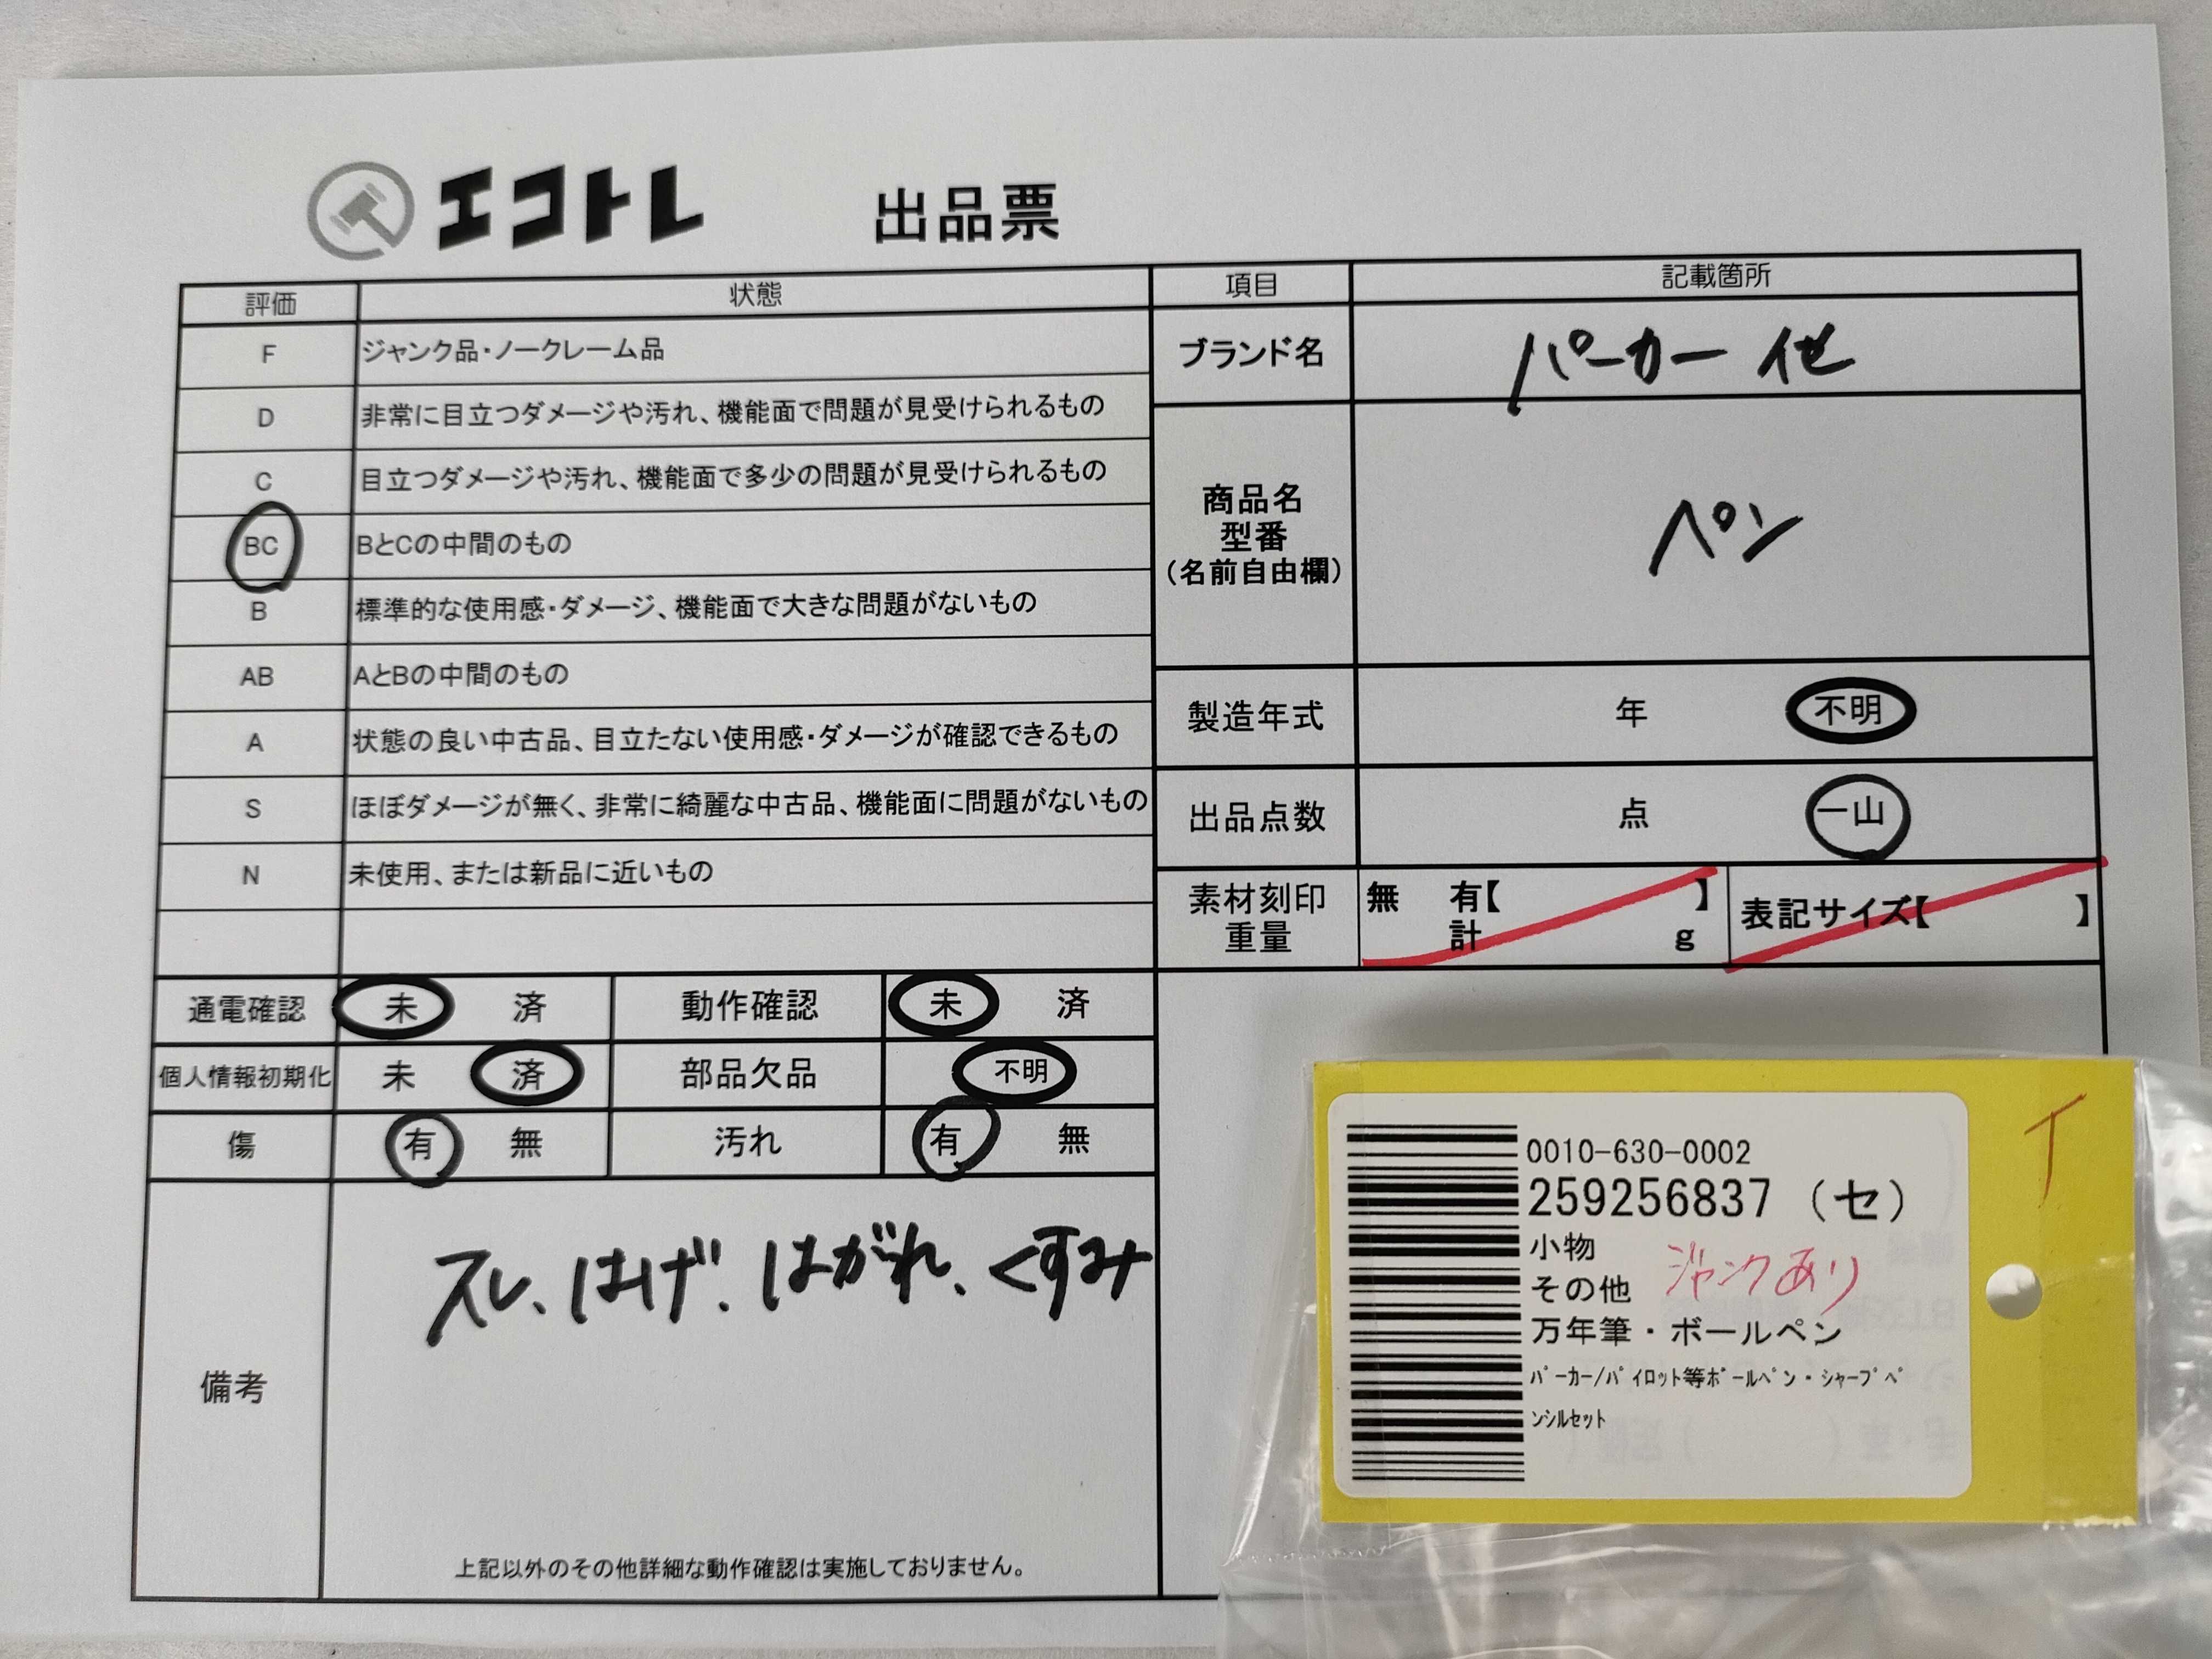 エコトレ 出品票
評価 状態
F ジャンク品・ノークレーム品
D 非常に目立つダメージや汚れ、機能面で問題が見受けられるもの
C 目立つダメージや汚れ、機能面で多少の問題が見受けられるもの
BC BとCの中間のもの
B 標準的な使用感・ダメージ、機能面で大きな問題がないもの
AB AとBの中間のもの
A 状態の良い中古品、目立たない使用感・ダメージが確認できるもの
S ほぼダメージが無く、非常に綺麗な中古品、機能面に問題がないもの
N 未使用、または新品に近いもの
項目 記載箇所
ブランド名 パーカー 他
商品名
型番
（名前自由欄）
ペン
製造年式 年 不明
出品点数 点 一山
素材刻印
重量
無 有【 】
計 g
表記サイズ【 】
通電確認 未 済 動作確認 未 済
個人情報初期化 未 済 部品欠品 不明
傷 有 無 汚れ 有 無
備考
スレ、はげ、はがれ、くすみ
上記以外のその他詳細な動作確認は実施しておりません。
0010-630-0002
259256837 （セ）
小物
その他 ジャンクあり
万年筆・ボールペン
ﾊﾟｰｶｰ/ﾊﾟｲﾛｯﾄ等ﾎﾞｰﾙﾍﾟﾝ・ｼｬｰﾌﾟﾍﾟ
ﾝｼﾙｾｯﾄ
イ